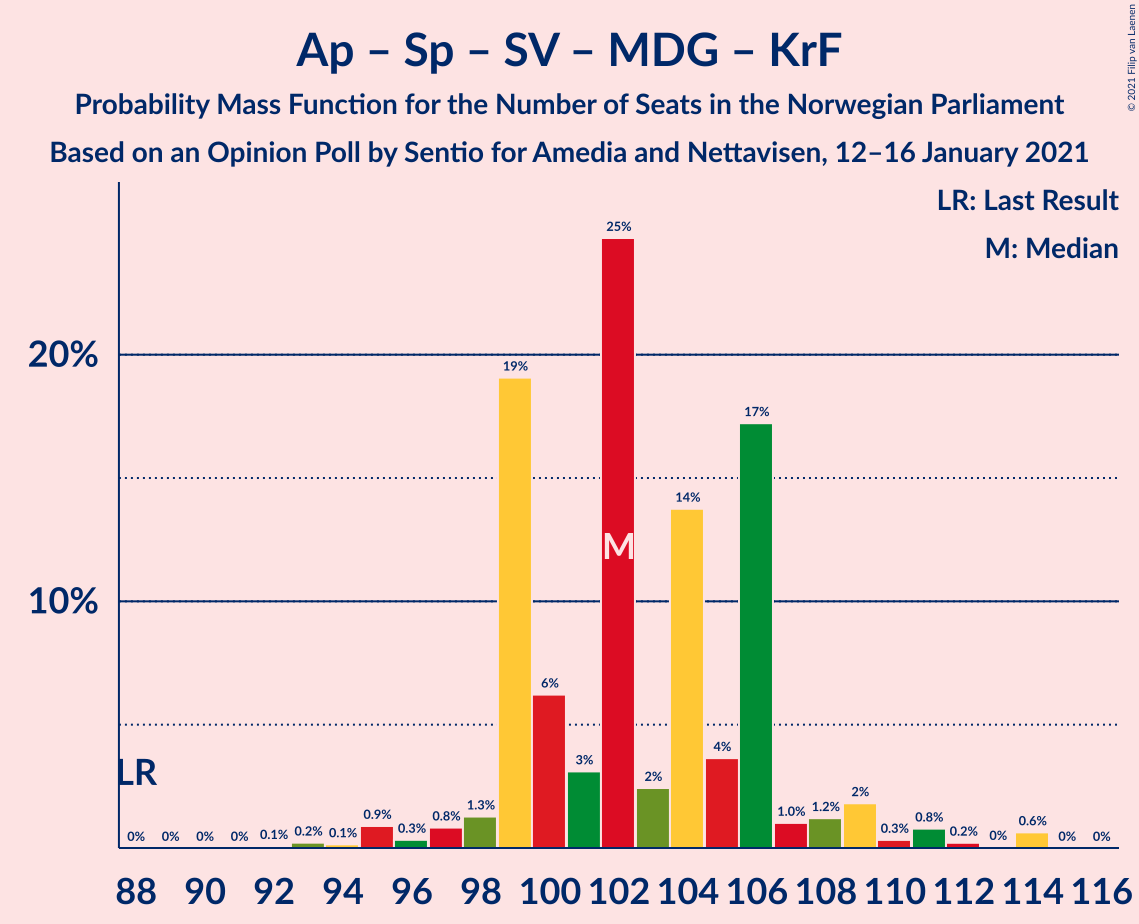 Ap – Sp – SV – MDG – KrF
Probability Mass Function for the Number of Seats in the Norwegian Parliament
Based on an Opinion Poll by Sentio for Amedia and Nettavisen, 12–16 January 2021
© 2021 Filip van Laenen
LR: Last Result
M: Median
20%
10%
LR
M
0% 0% 0% 0% 0.1% 0.2% 0.1% 0.9% 0.3% 0.8% 1.3% 19% 6% 3% 25% 2% 14% 4% 17% 1.0% 1.2% 2% 0.3% 0.8% 0.2% 0% 0.6% 0% 0%
88 90 92 94 96 98 100 102 104 106 108 110 112 114 116